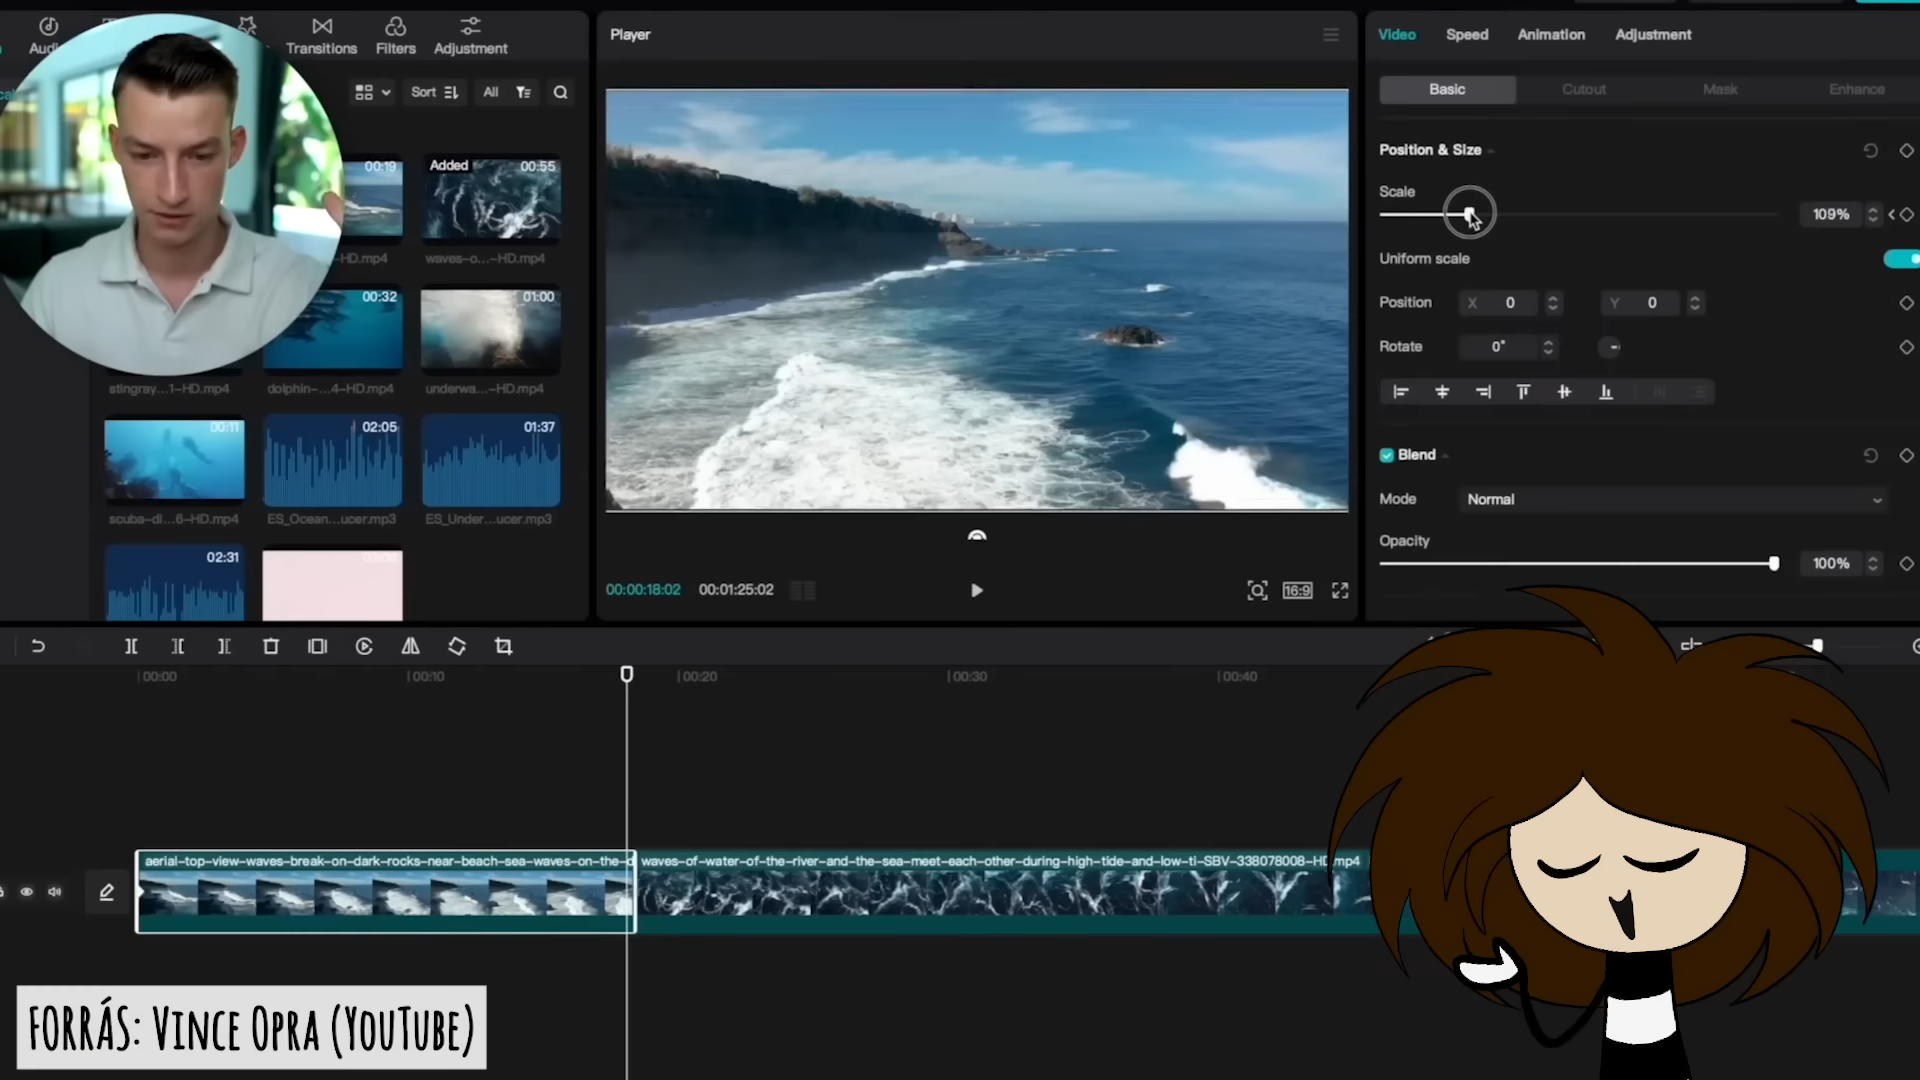 Transitions
Filters
Adjustment
Sort
All
00:19
Added
00:55
-HD.mp4
waves-o...-HD.mp4
00:32
01:00
stingray...1-HD.mp4
dolphin-...4-HD.mp4
underwa...-HD.mp4
00:11
02:05
01:37
scuba-di...6-HD.mp4
ES_Ocean...ucer.mp3
ES_Under...ucer.mp3
02:31
Player
00:00:18:02
00:01:25:02
16:9
Video
Speed
Animation
Adjustment
Basic
Cutout
Mask
Enhance
Position & Size
Scale
109%
Uniform scale
Position
X 0
Y 0
Rotate
0°
Blend
Mode
Normal
Opacity
100%
00:00
00:10
00:20
00:30
00:40
aerial-top-view-waves-break-on-dark-rocks-near-beach-sea-waves-on-the-d
waves-of-water-of-the-river-and-the-sea-meet-each-other-during-high-tide-and-low-ti-SBV-338078008-HD.mp4
FORRÁS: VINCE OPRA (YOUTUBE)